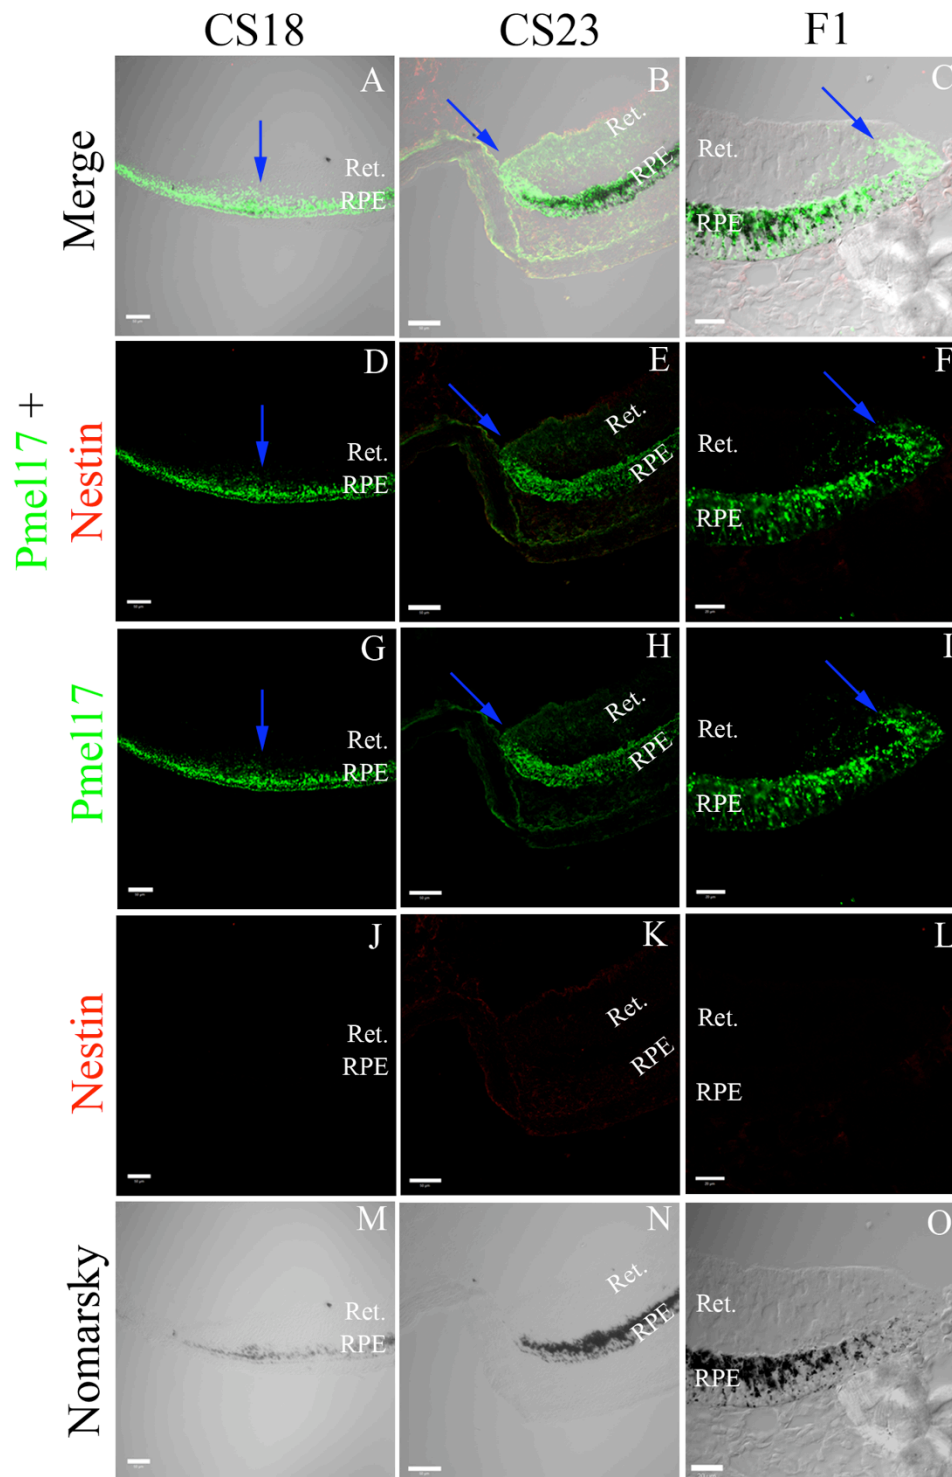 CS18 CS23 F1
Merge
A B C
Ret. Ret. Ret.
RPE RPE RPE
Pmel17 +
Nestin
D E F
Ret. Ret. Ret.
RPE RPE RPE
Pmel17
G H I
Ret. Ret. Ret.
RPE RPE RPE
Nestin
J K L
Ret. Ret. Ret.
RPE RPE RPE
Nomarsky
M N O
Ret. Ret. Ret.
RPE RPE RPE